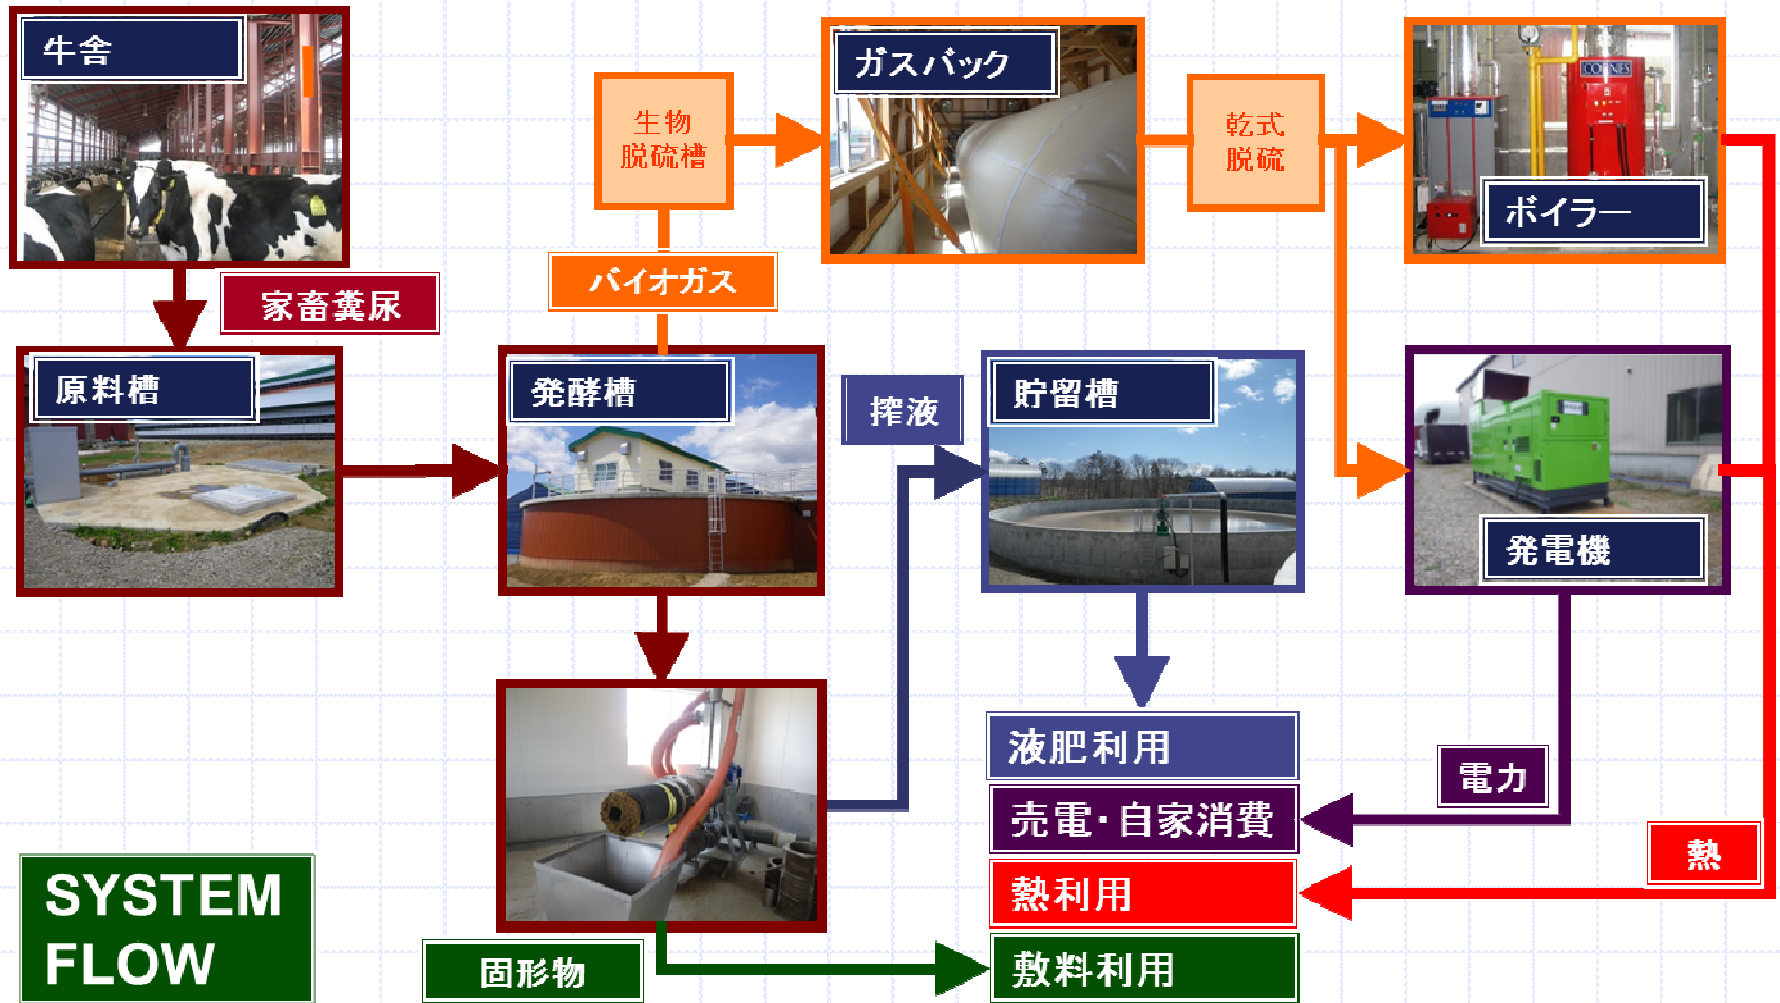 牛舎
家畜糞尿
原料槽
発酵槽
バイオガス
生物
脱硫槽
ガスバック
乾式
脱硫
ボイラー
搾液
貯留槽
発電機
液肥利用
電力
売電・自家消費
熱
熱利用
固形物
敷料利用
SYSTEM
FLOW